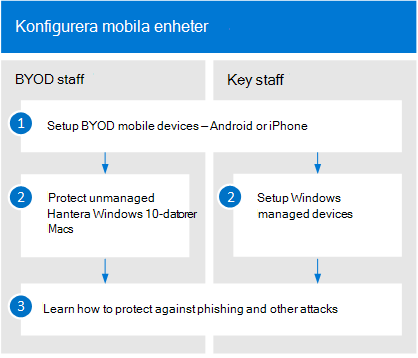 Konfigurera mobila enheter
BYOD staff
Key staff
1
Setup BYOD mobile devices – Android or iPhone
2
Protect unmanaged
Hantera Windows 10-datorer
Macs
2
Setup Windows
managed devices
3
Learn how to protect against phishing and other attacks